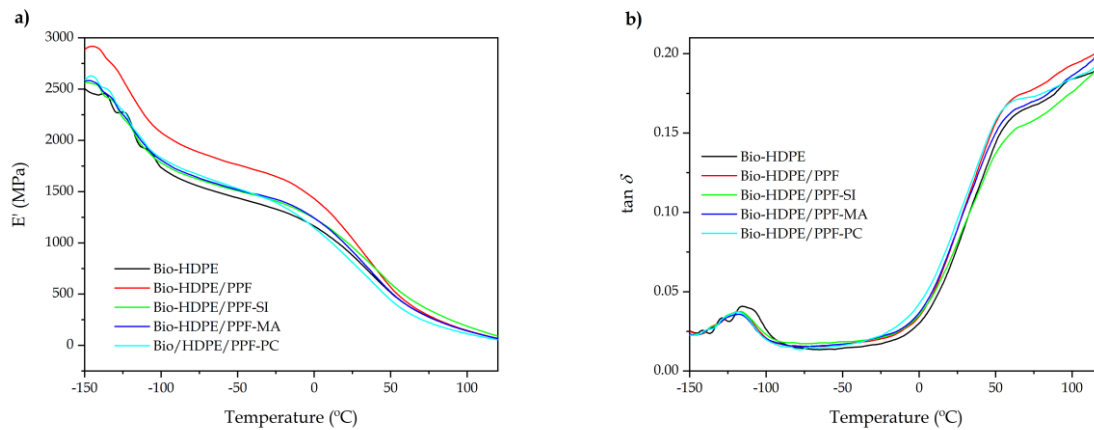 a)
3000
2500
2000
1500
1000
500
0
E' (MPa)
Bio-HDPE
Bio-HDPE/PPF
Bio-HDPE/PPF-SI
Bio-HDPE/PPF-MA
Bio/HDPE/PPF-PC
-150
-100
-50
0
50
100
Temperature (ºC)
b)
0.20
0.15
0.10
0.05
0.00
tan δ
Bio-HDPE
Bio-HDPE/PPF
Bio-HDPE/PPF-SI
Bio-HDPE/PPF-MA
Bio-HDPE/PPF-PC
-150
-100
-50
0
50
100
Temperature (ºC)